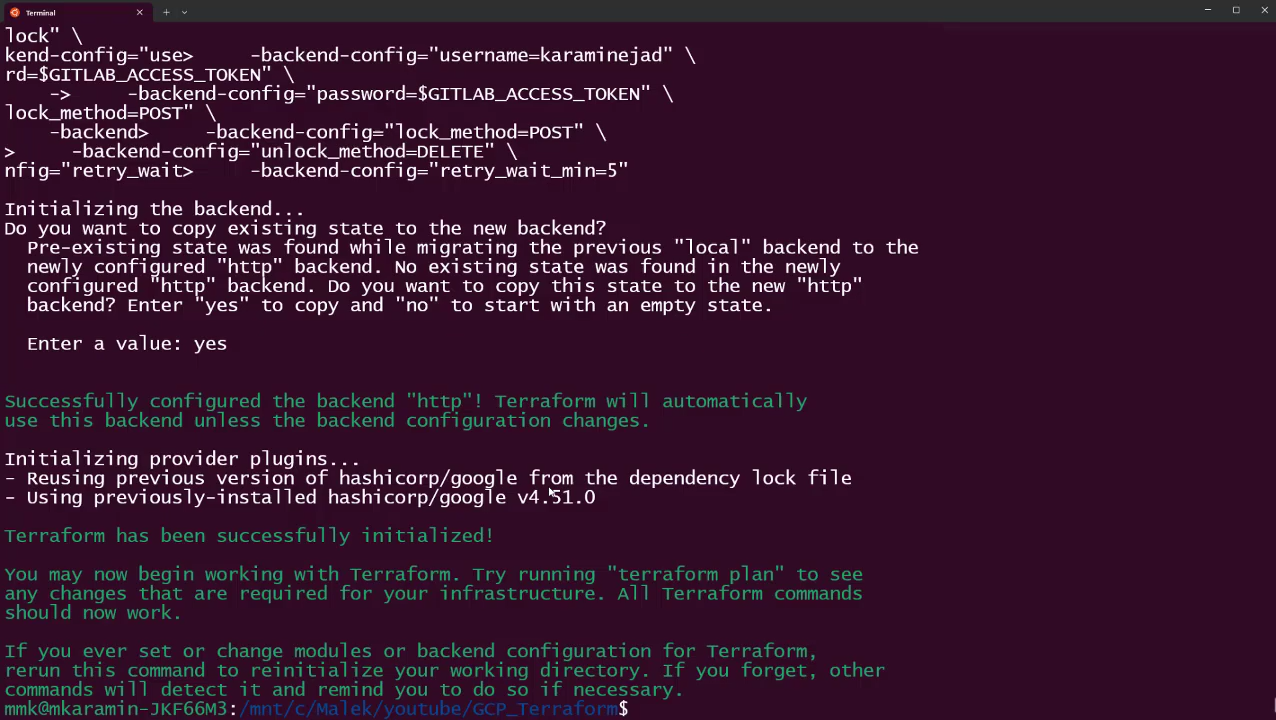 Terminal
lock" \
kend-config="use>     -backend-config="username=karaminejad" \
rd=$GITLAB_ACCESS_TOKEN" \
    ->     -backend-config="password=$GITLAB_ACCESS_TOKEN" \
lock_method=POST" \
    -backend>     -backend-config="lock_method=POST" \
>     -backend-config="unlock_method=DELETE" \
nfig="retry_wait>     -backend-config="retry_wait_min=5"
Initializing the backend...
Do you want to copy existing state to the new backend?
  Pre-existing state was found while migrating the previous "local" backend to the
  newly configured "http" backend. No existing state was found in the newly
  configured "http" backend. Do you want to copy this state to the new "http"
  backend? Enter "yes" to copy and "no" to start with an empty state.
  Enter a value: yes
Successfully configured the backend "http"! Terraform will automatically
use this backend unless the backend configuration changes.
Initializing provider plugins...
- Reusing previous version of hashicorp/google from the dependency lock file
- Using previously-installed hashicorp/google v4.51.0
Terraform has been successfully initialized!
You may now begin working with Terraform. Try running "terraform plan" to see
any changes that are required for your infrastructure. All Terraform commands
should now work.
If you ever set or change modules or backend configuration for Terraform,
rerun this command to reinitialize your working directory. If you forget, other
commands will detect it and remind you to do so if necessary.
mmk@mkaramin-JKF66M3:/mnt/c/Malek/youtube/GCP_Terraform$